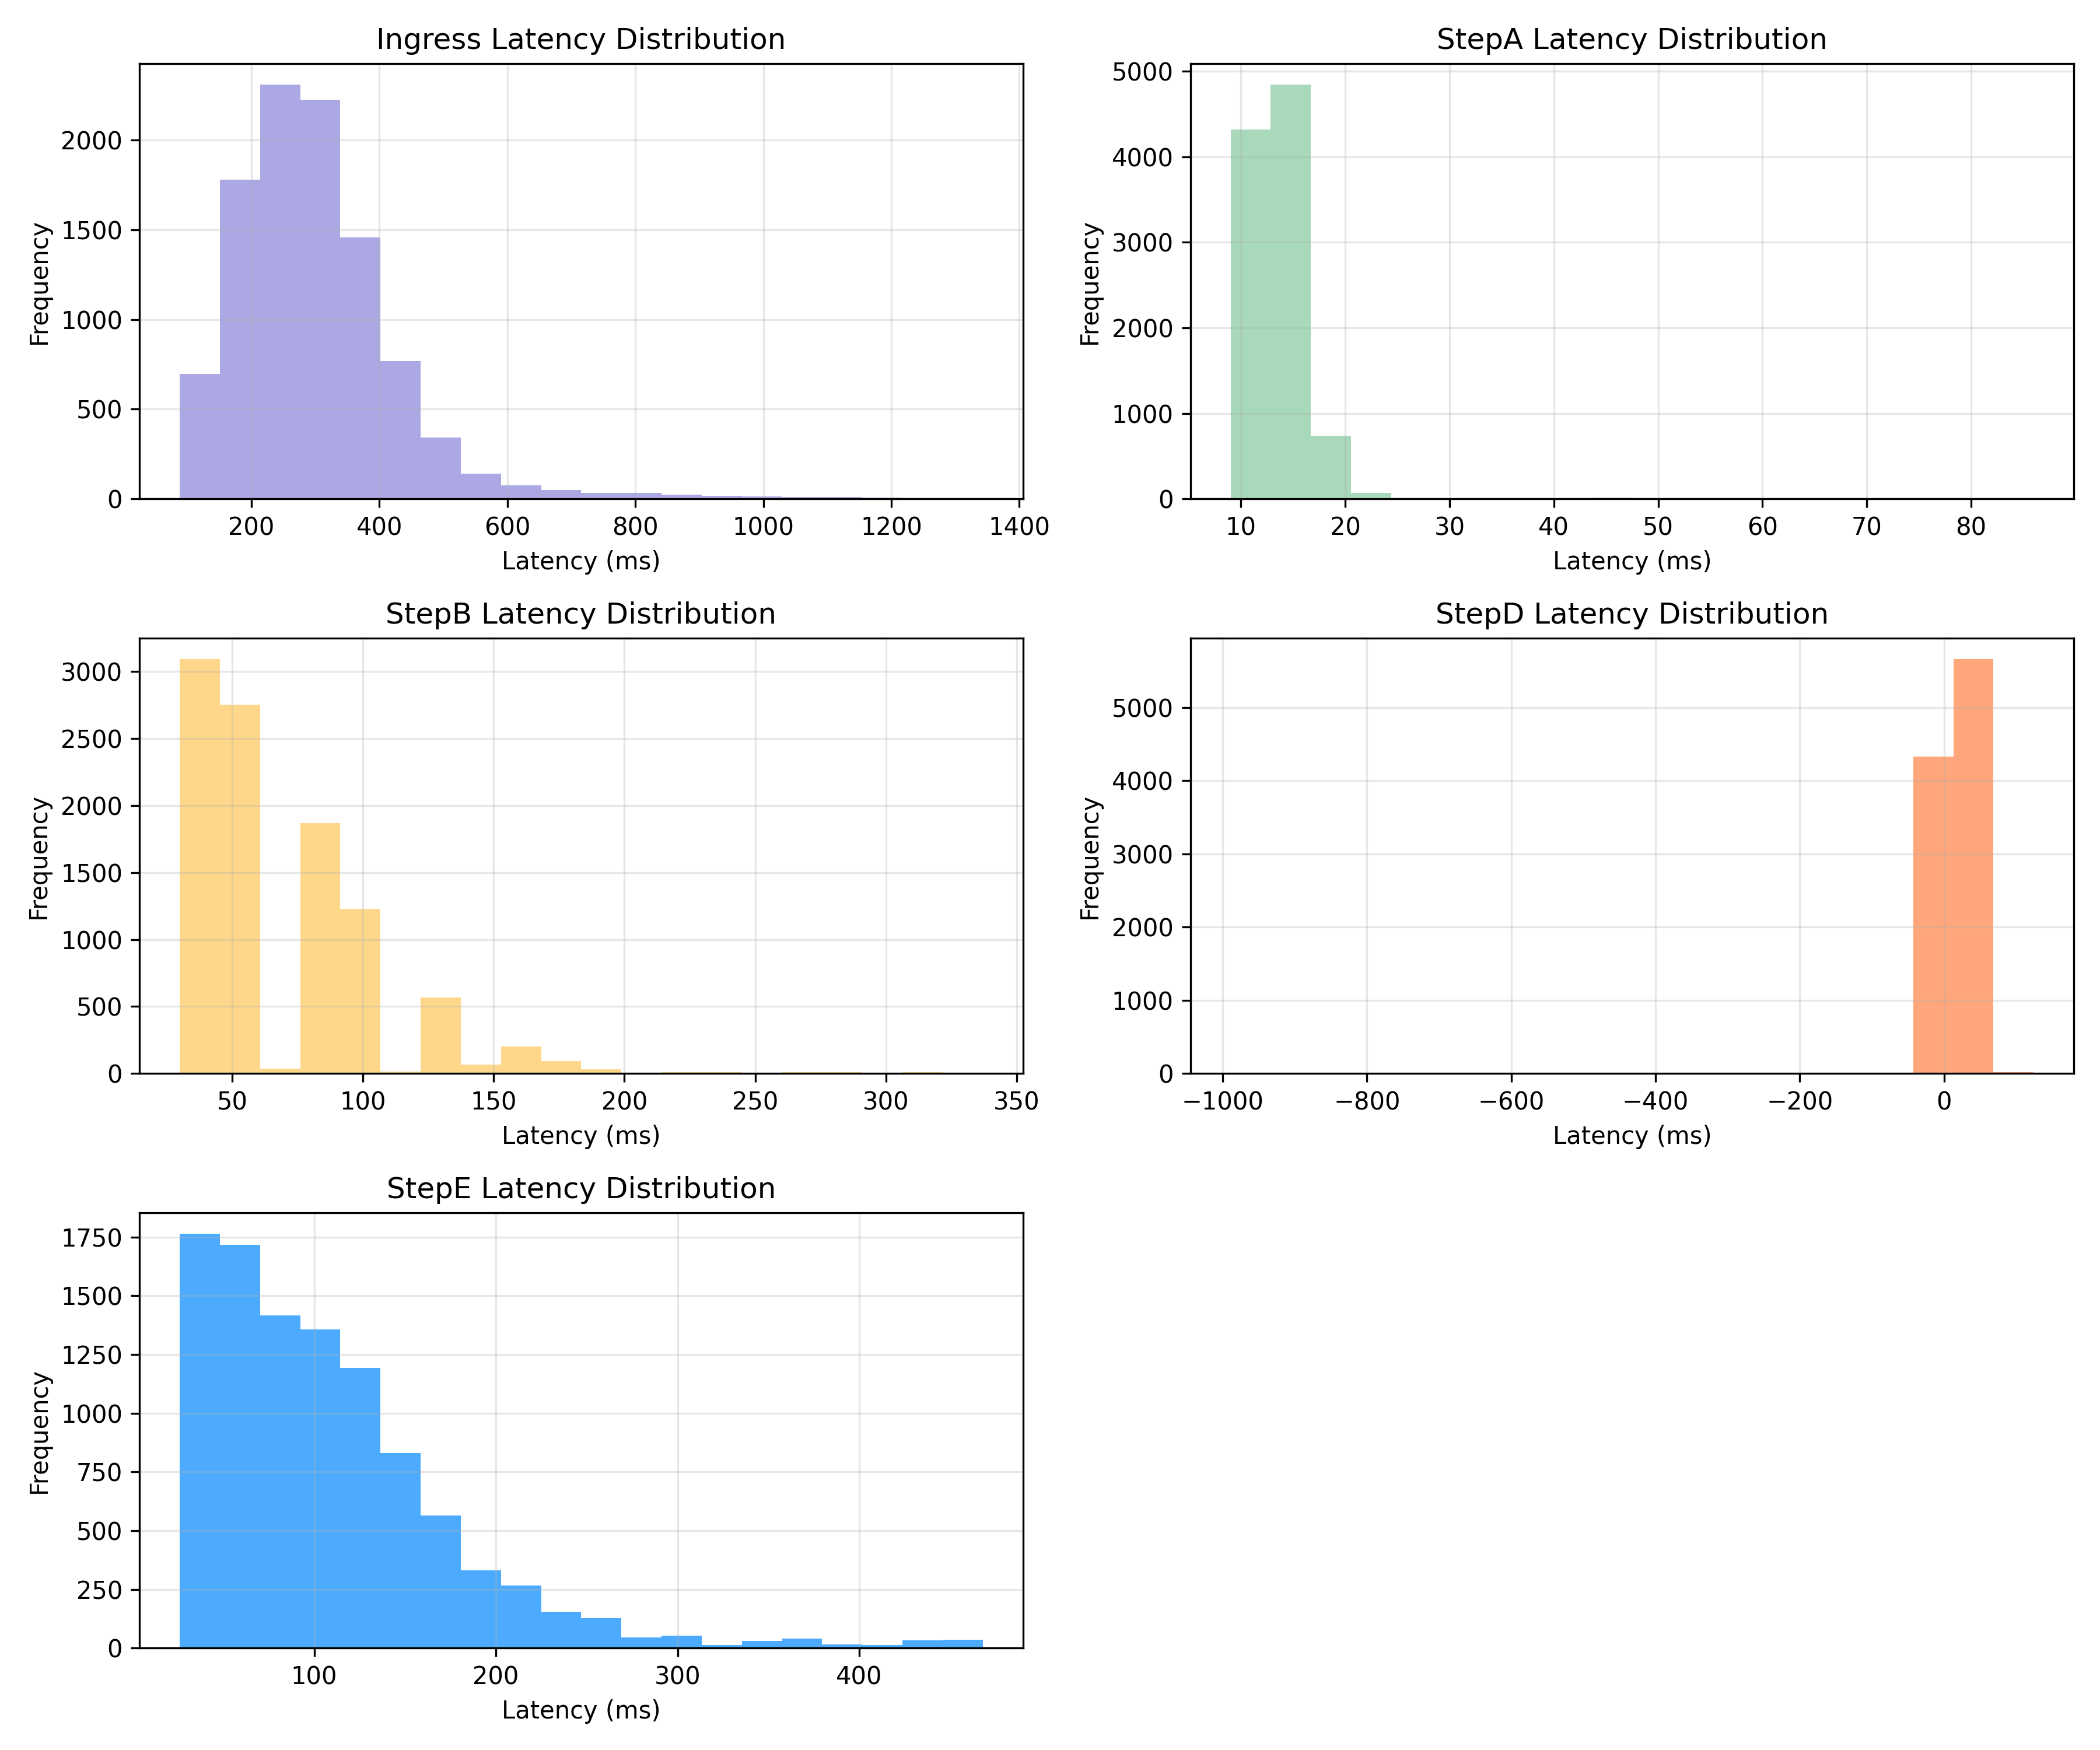 Ingress Latency Distribution
Frequency
2000
1500
1000
500
0
200 400 600 800 1000 1200 1400
Latency (ms)
StepA Latency Distribution
Frequency
5000
4000
3000
2000
1000
0
10 20 30 40 50 60 70 80
Latency (ms)
StepB Latency Distribution
Frequency
3000
2500
2000
1500
1000
500
0
50 100 150 200 250 300 350
Latency (ms)
StepD Latency Distribution
Frequency
5000
4000
3000
2000
1000
0
−1000 −800 −600 −400 −200 0
Latency (ms)
StepE Latency Distribution
Frequency
1750
1500
1250
1000
750
500
250
0
100 200 300 400
Latency (ms)